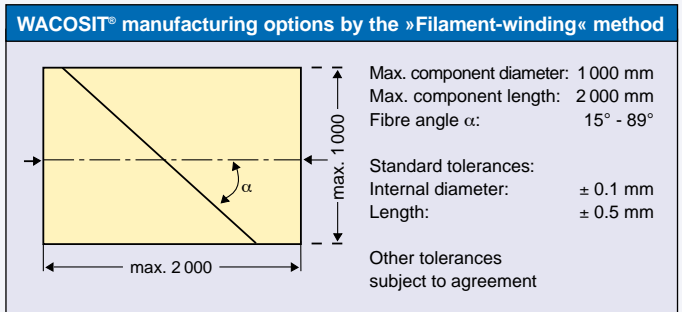 WACOSIT® manufacturing options by the »Filament-winding« method
max. 1 000
α
max. 2 000
Max. component diameter: 1 000 mm
Max. component length: 2 000 mm
Fibre angle α: 15° - 89°
Standard tolerances:
Internal diameter: ± 0.1 mm
Length: ± 0.5 mm
Other tolerances
subject to agreement